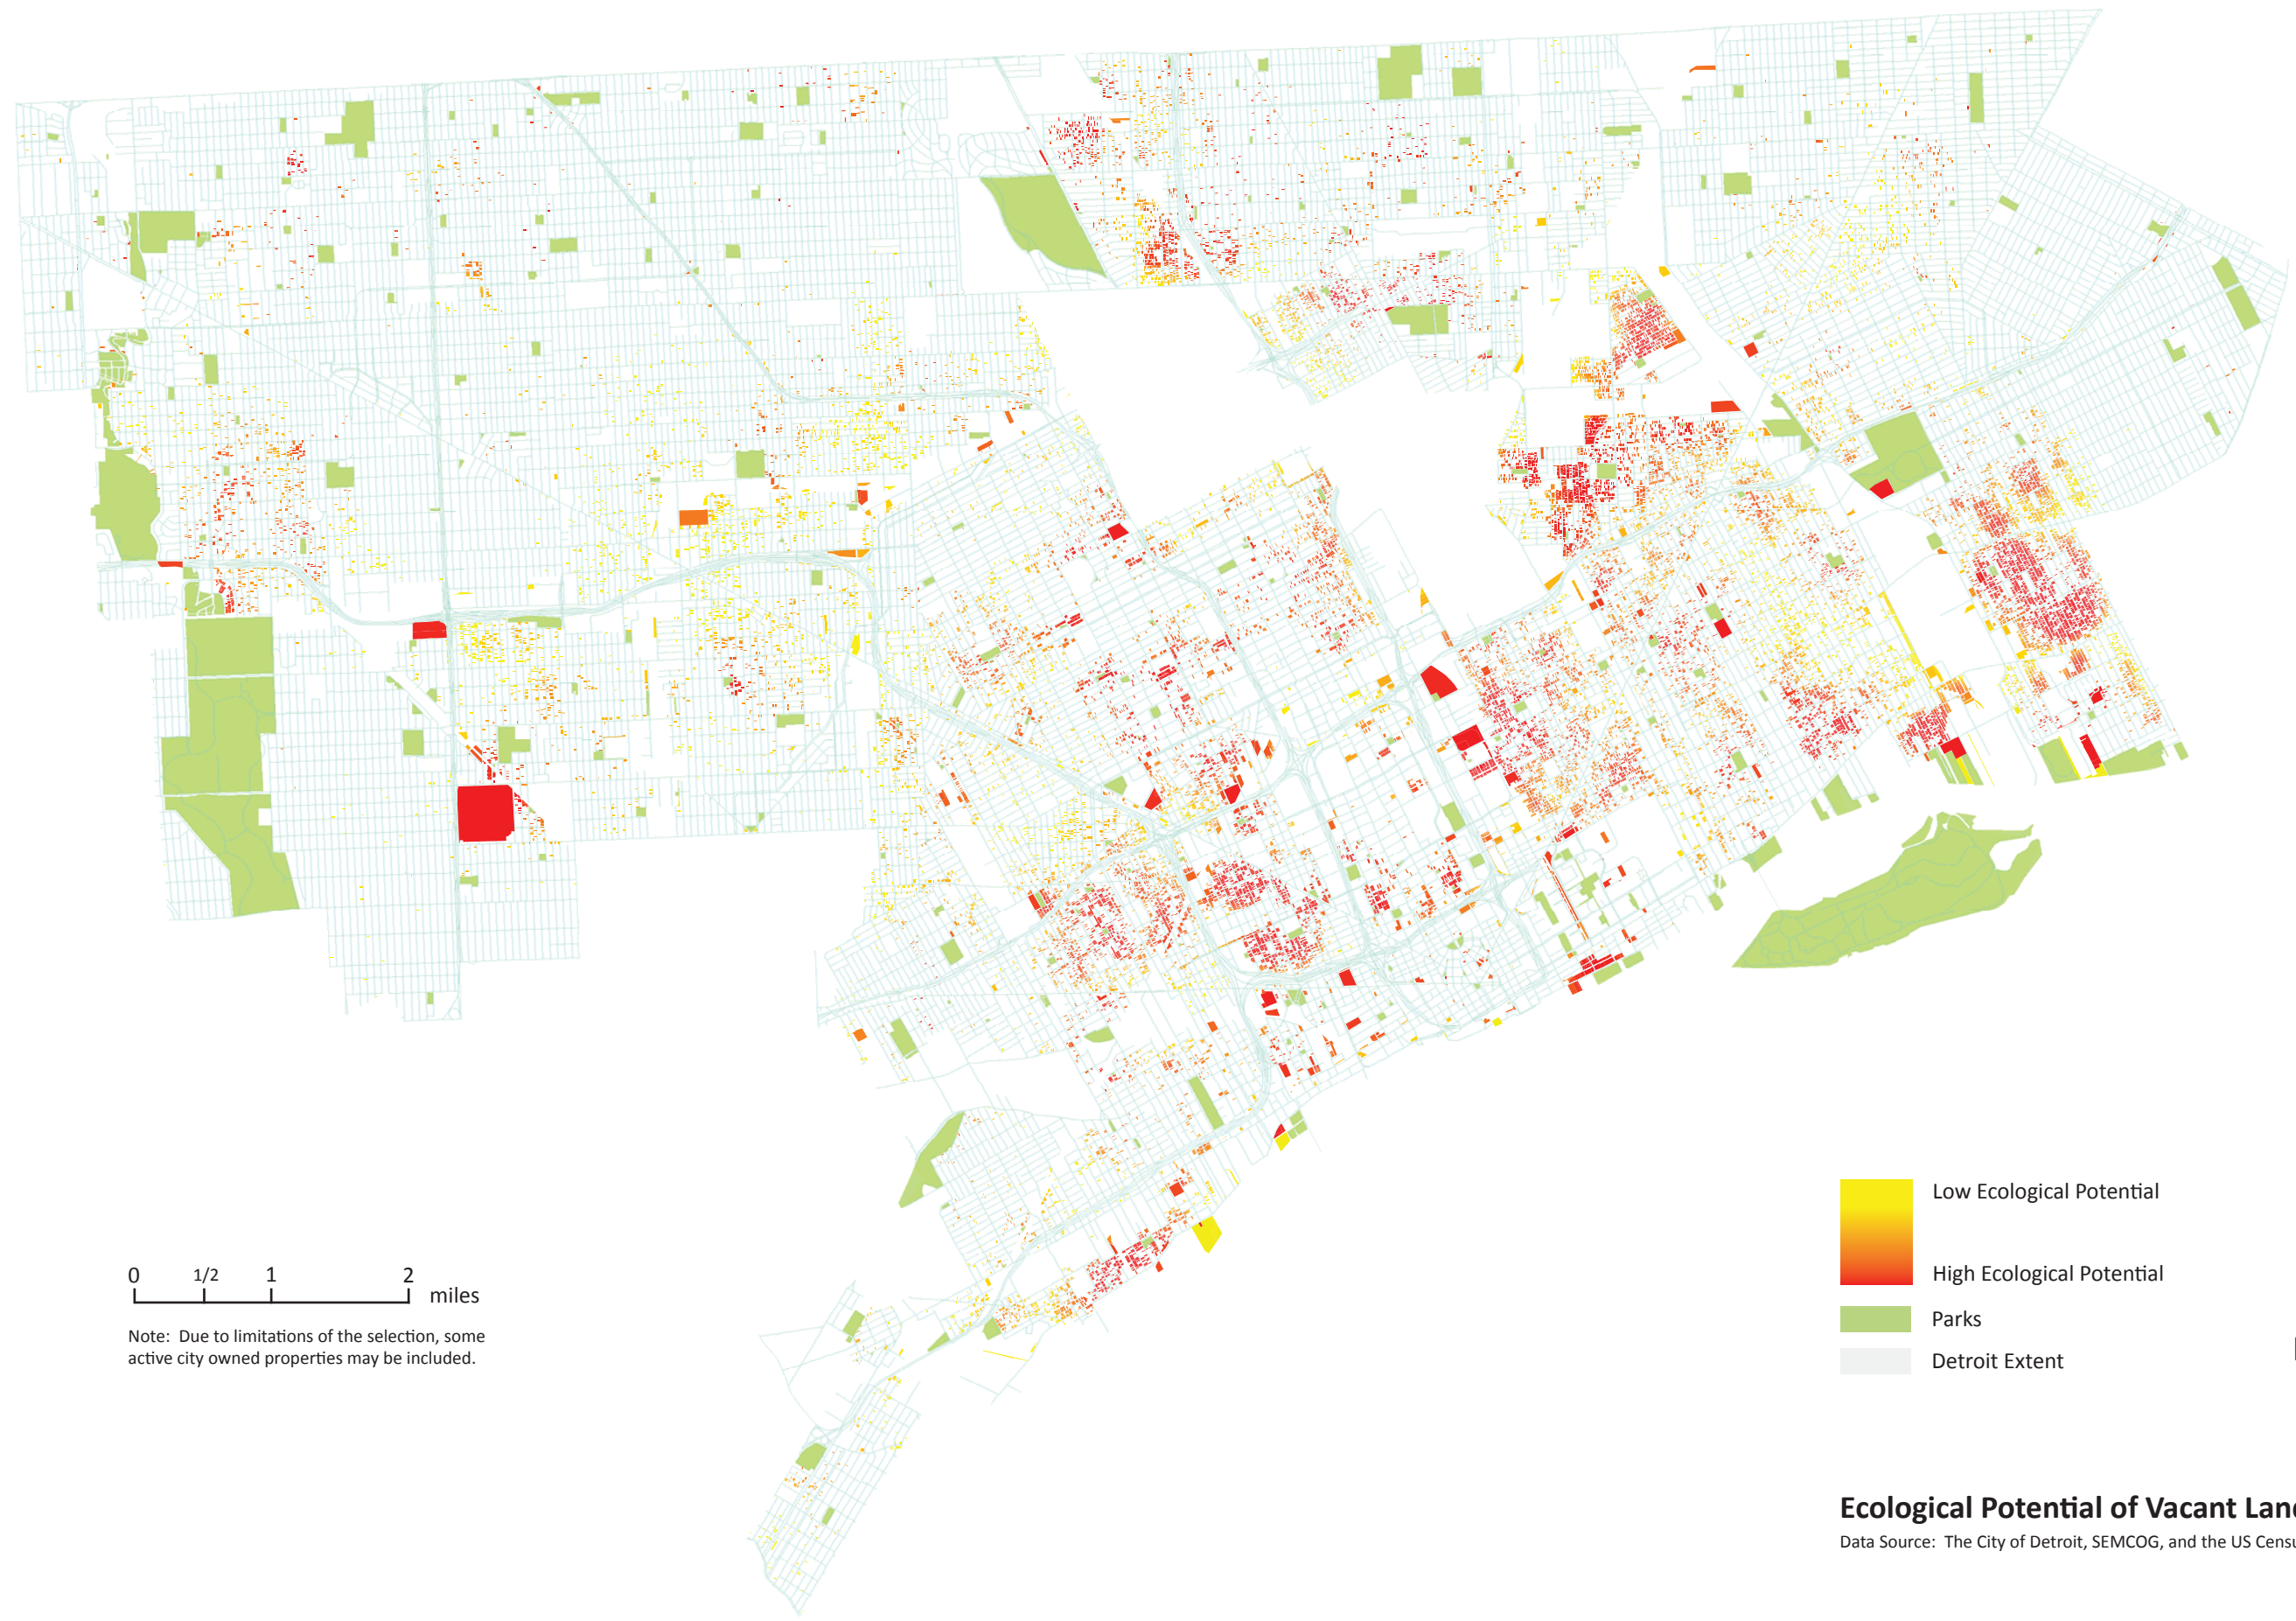 Low Ecological Potential
High Ecological Potential
Parks
Detroit Extent
0 1/2 1 2
miles
Note: Due to limitations of the selection, some
active city owned properties may be included.
Ecological Potential of Vacant
Data Source: The City of Detroit, SEMCOG, and the US